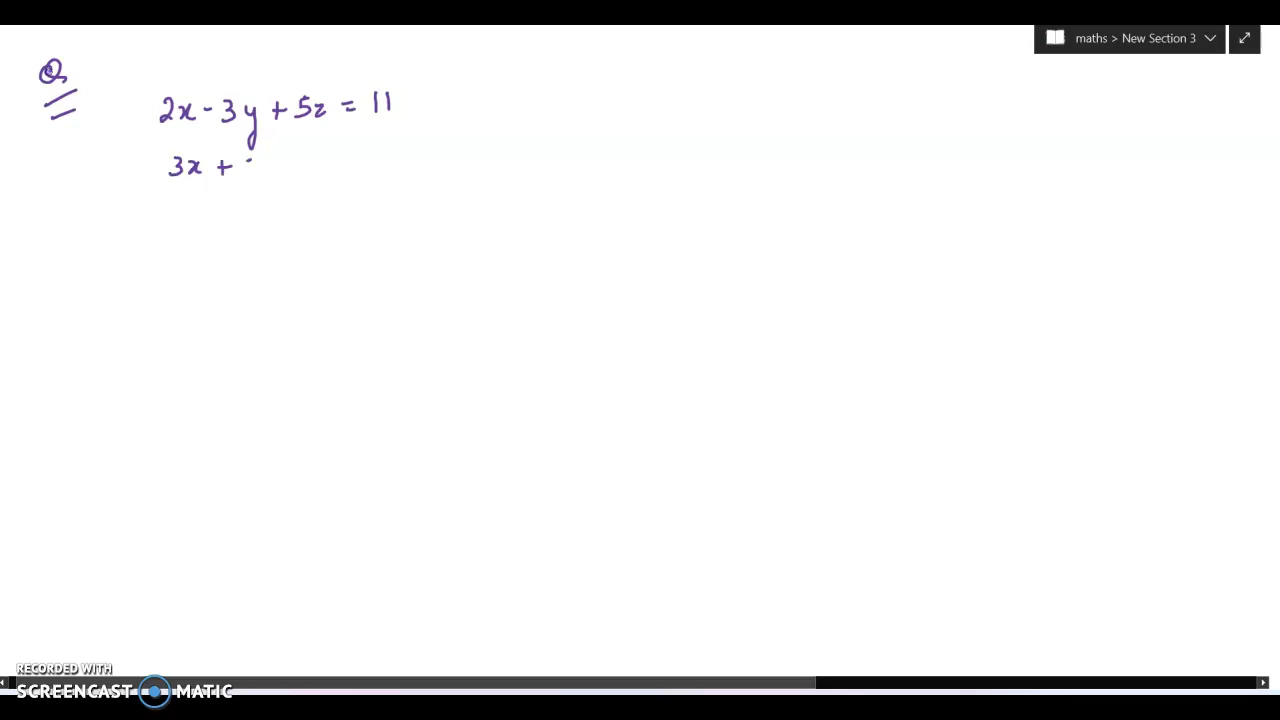 maths > New Section 3
Q
2x - 3y + 5z = 11
3x +
RECORDED WITH
SCREENCAST MATIC